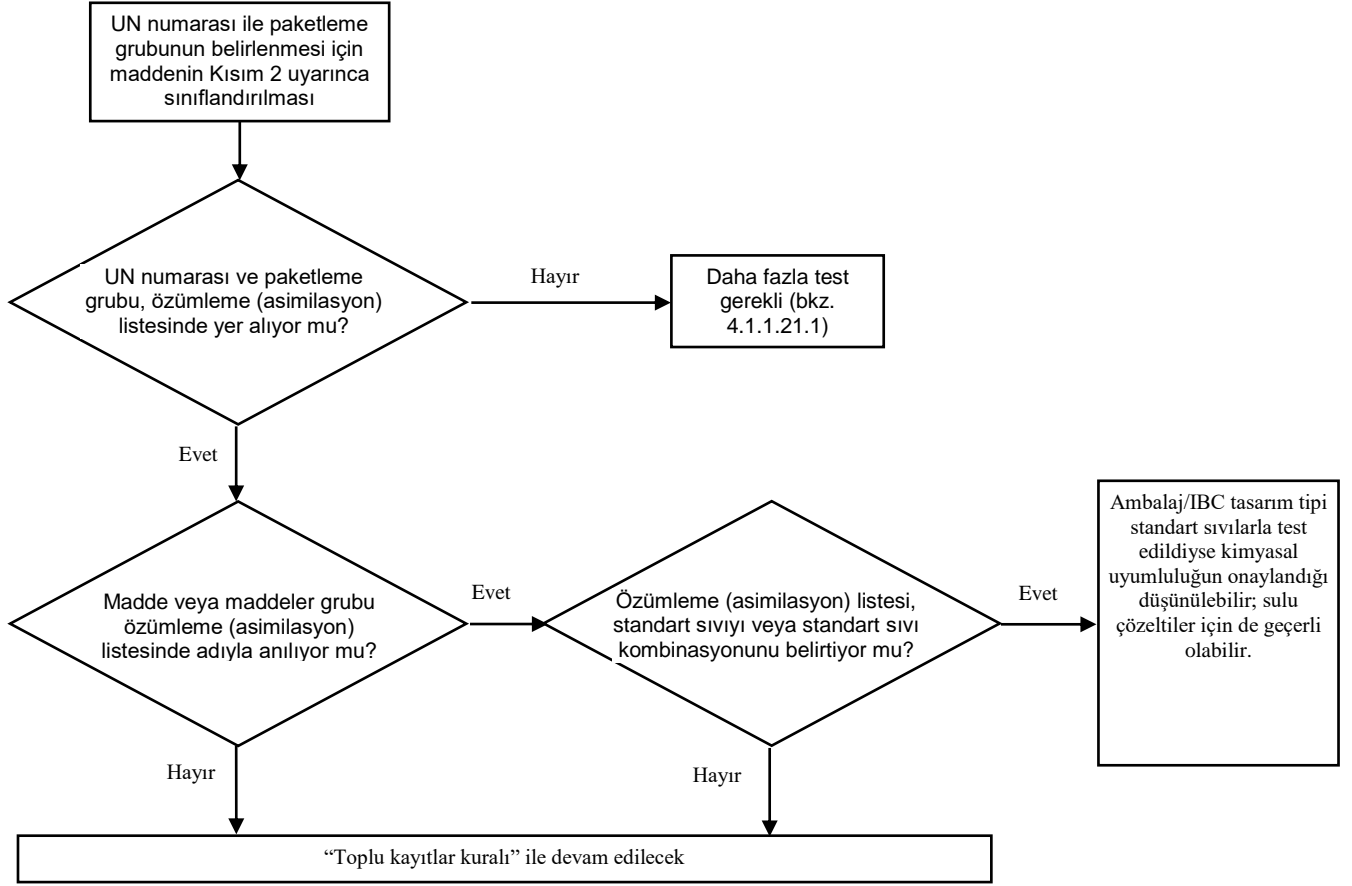 UN numarası ile paketleme
grubunun belirlenmesi için
maddenin Kısım 2 uyarınca
sınıflandırılması
UN numarası ve paketleme
grubu, özümleme (asimilasyon)
listesinde yer alıyor mu?
Hayır
Daha fazla test
gerekli (bkz.
4.1.1.21.1)
Evet
Madde veya maddeler grubu
özümleme (asimilasyon)
listesinde adıyla anılıyor mu?
Evet
Özümleme (asimilasyon) listesi,
standart sıvıyı veya standart sıvı
kombinasyonunu belirtiyor mu?
Evet
Ambalaj/IBC tasarım tipi
standart sıvılarla test
edildiyse kimyasal
uyumluluğun onaylandığı
düşünülebilir; sulu
çözeltiler için de geçerli
olabilir.
Hayır
Hayır
“Toplu kayıtlar kuralı” ile devam edilecek